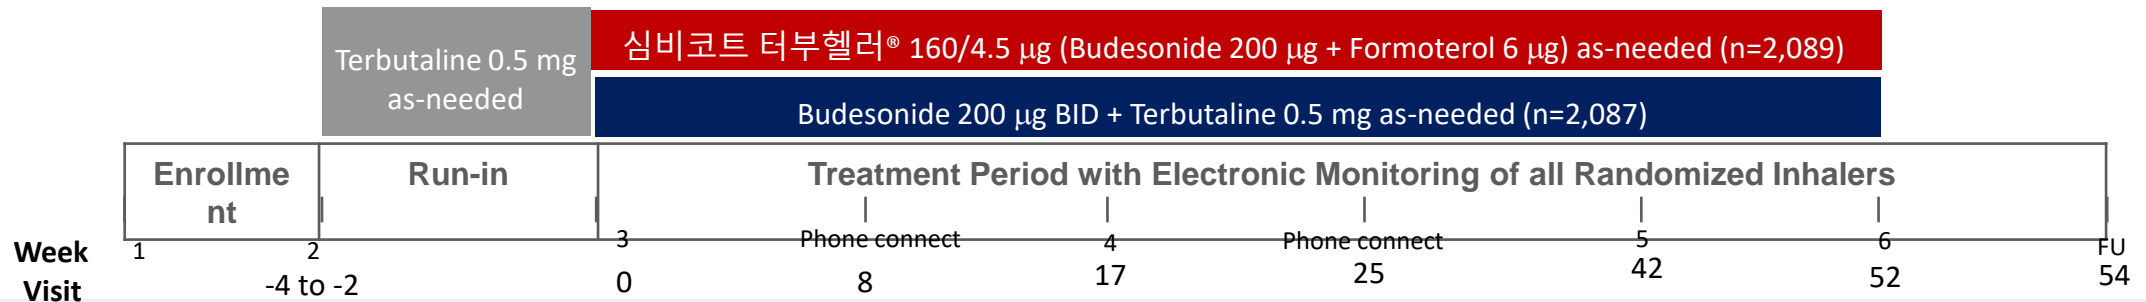 Terbutaline 0.5 mg
as-needed
심비코트 터부헬러® 160/4.5 μg (Budesonide 200 μg + Formoterol 6 μg) as-needed (n=2,089)
Budesonide 200 μg BID + Terbutaline 0.5 mg as-needed (n=2,087)
Enrollme
nt
Run-in
Treatment Period with Electronic Monitoring of all Randomized Inhalers
Week 1 2 3 Phone connect 4 Phone connect 5 6 FU
Visit -4 to -2 0 8 17 25 42 52 54